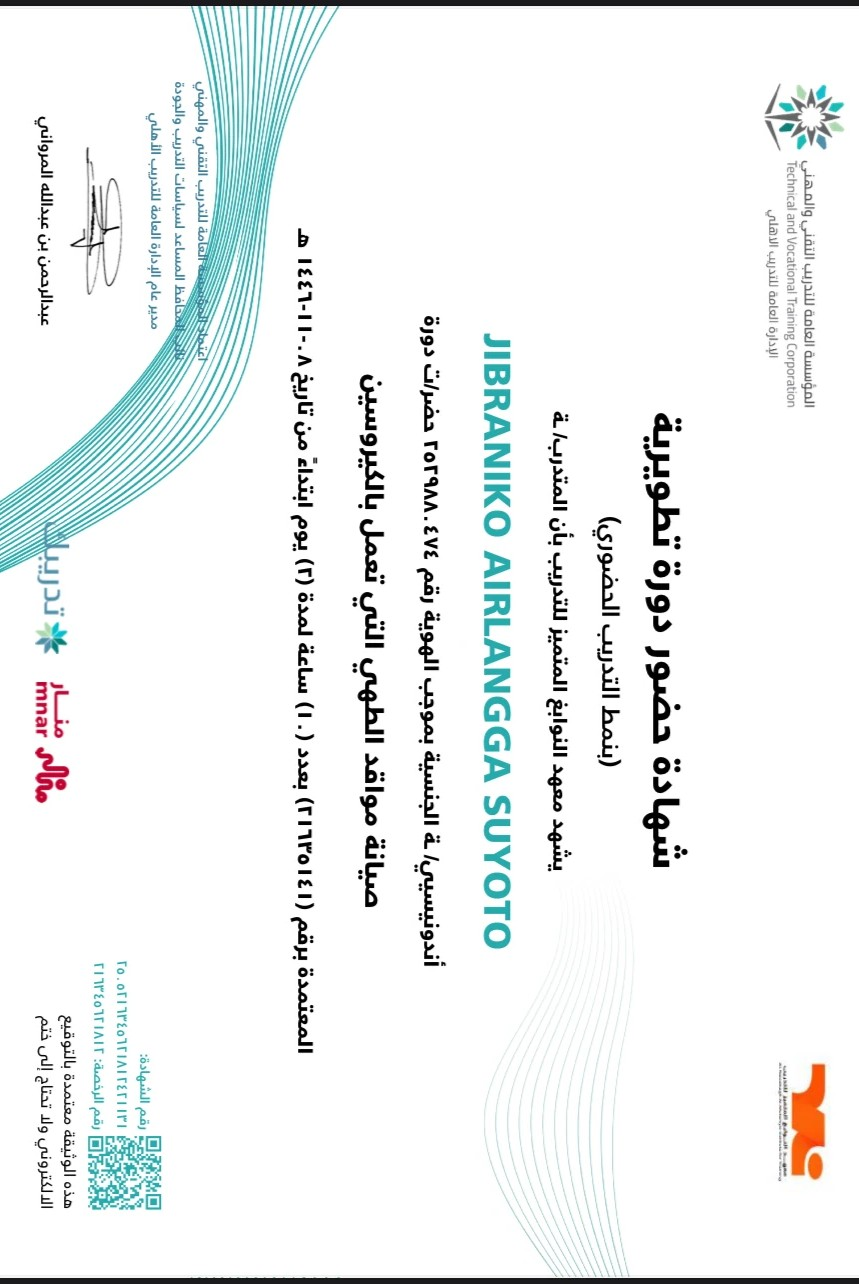 المؤسسة العامة للتدريب التقني والمهني
Technical and Vocational Training Corporation
الإدارة العامة للتدريب الأهلي
شهادة حضور دورة تطويرية
(بنمط التدريب الحضوري)
يشهد معهد النوابغ المتميز للتدريب بأن المتدرب/ـة
JIBRANIKO AIRLANGGA SUYOTO
أندونيسيي/ـة الجنسية بموجب الهوية رقم ٢٥٢٩٨٨٠٤٧٤ حضر/ت دورة
صيانة مواقد الطهي التي تعمل بالكيروسين
المعتمدة برقم (٢١٦٣٥١٤١) بعدد (١٠) ساعة لمدة (٢) يوم ابتداءً من تاريخ ٠٨-١١-١٤٤٦ هـ
اعتماد المؤسسة العامة للتدريب التقني والمهني
نائب المحافظ المساعد لسياسات التدريب والجودة
مدير عام الإدارة العامة للتدريب الأهلي
عبدالرحمن بن عبدالله المرواني
تدريبك
منار
mnar
رقم الشهادة:
٢٥٠٥٢١٦٣٤٥٦٢١٨١٢٤٢١١٣١
رقم الرخصة: ٢١٦٣٤٥٦٢١٨١٢
هذه الوثيقة معتمدة بالتوقيع
الالكتروني ولا تحتاج إلى ختم